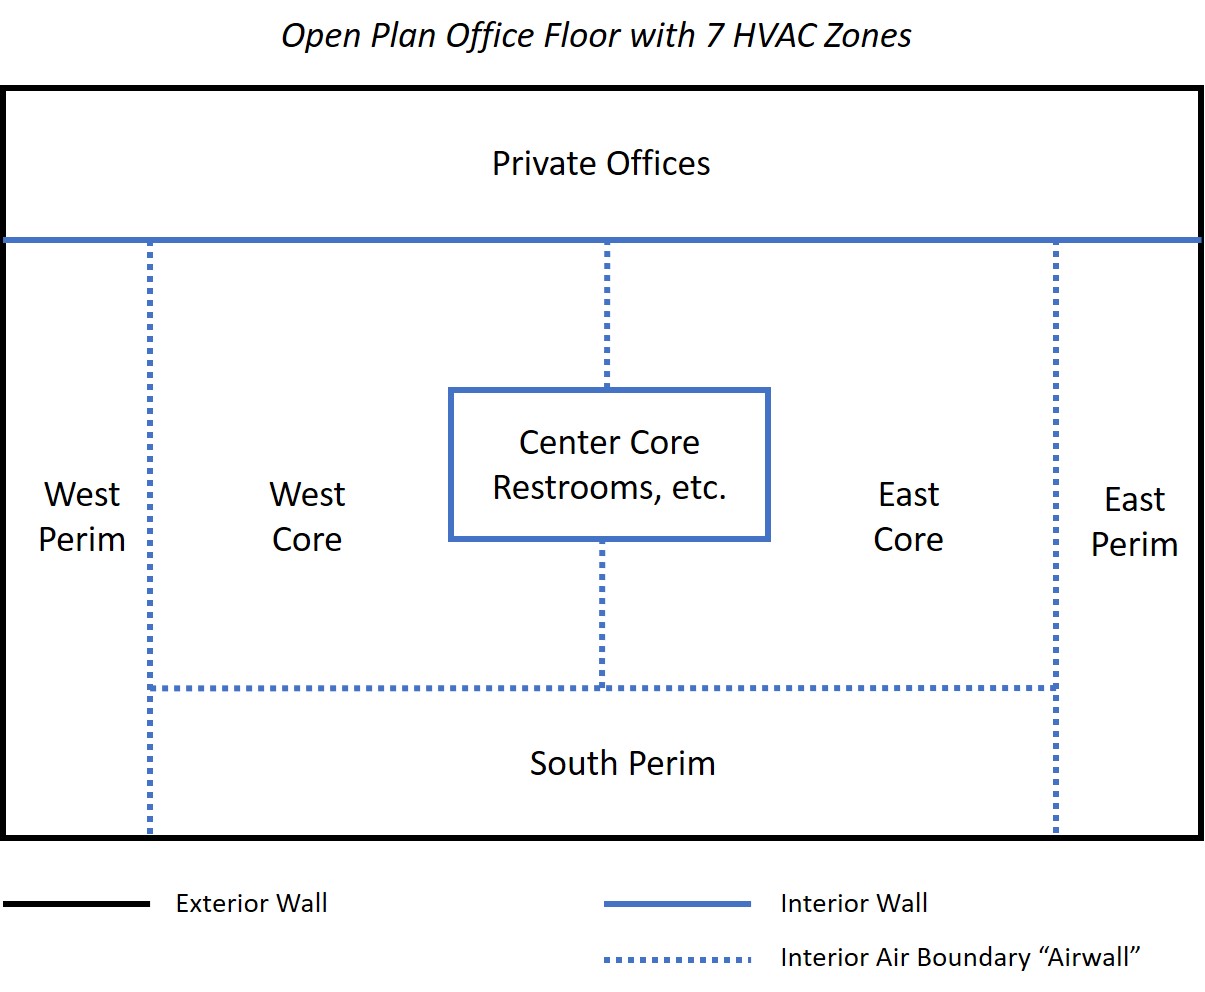 Open Plan Office Floor with 7 HVAC Zones
Private Offices
Center Core
Restrooms, etc.
West
Perim
West
Core
East
Core
East
Perim
South Perim
Exterior Wall
Interior Wall
Interior Air Boundary “Airwall”